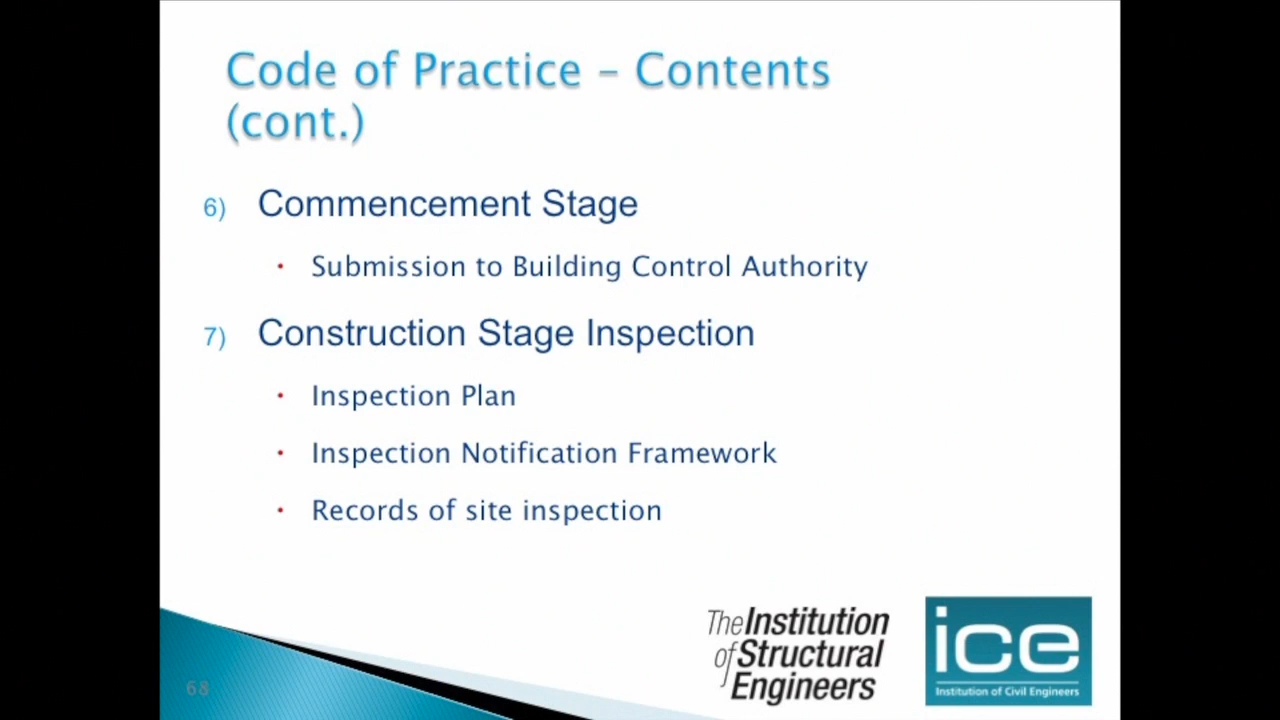 Code of Practice – Contents
(cont.)
6) Commencement Stage
• Submission to Building Control Authority
7) Construction Stage Inspection
• Inspection Plan
• Inspection Notification Framework
• Records of site inspection
The Institution
of Structural
Engineers
ice
Institution of Civil Engineers
68